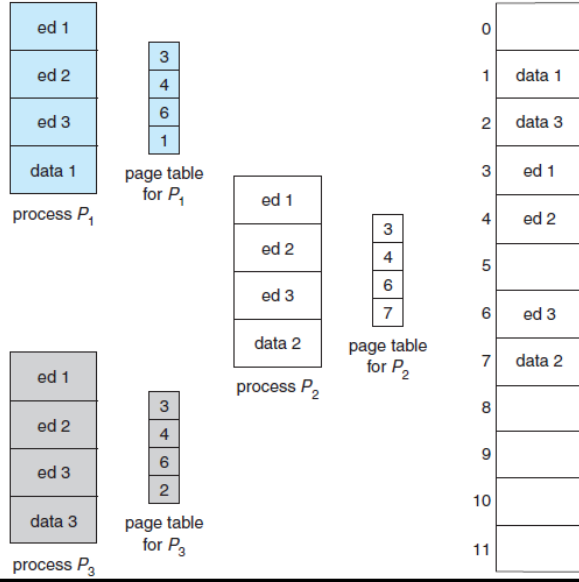 ed 1
ed 2
ed 3
data 1
process P1
3
4
6
1
page table
for P1
ed 1
ed 2
ed 3
data 2
process P2
3
4
6
7
page table
for P2
ed 1
ed 2
ed 3
data 3
process P3
3
4
6
2
page table
for P3
0
1 data 1
2 data 3
3 ed 1
4 ed 2
5
6 ed 3
7 data 2
8
9
10
11